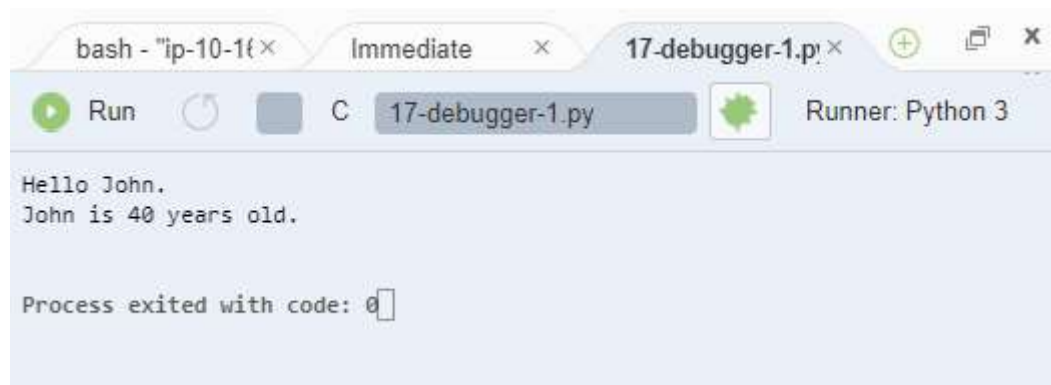 bash - "ip-10-16
Immediate
17-debugger-1.py
Run
C
17-debugger-1.py
Runner: Python 3
Hello John.
John is 40 years old.
Process exited with code: 0